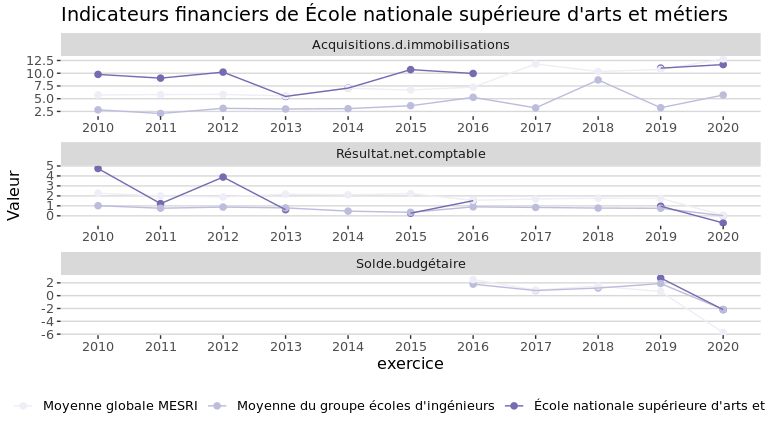 Indicateurs financiers de École nationale supérieure d'arts et métiers
Acquisitions.d.immobilisations
12.5
10.0
7.5
5.0
2.5
2010 2011 2012 2013 2014 2015 2016 2017 2018 2019 2020
Résultat.net.comptable
5
4
3
2
1
0
2010 2011 2012 2013 2014 2015 2016 2017 2018 2019 2020
Valeur
Solde.budgétaire
2
0
-2
-4
-6
2010 2011 2012 2013 2014 2015 2016 2017 2018 2019 2020
exercice
Moyenne globale MESRI Moyenne du groupe écoles d'ingénieurs École nationale supérieure d'arts et